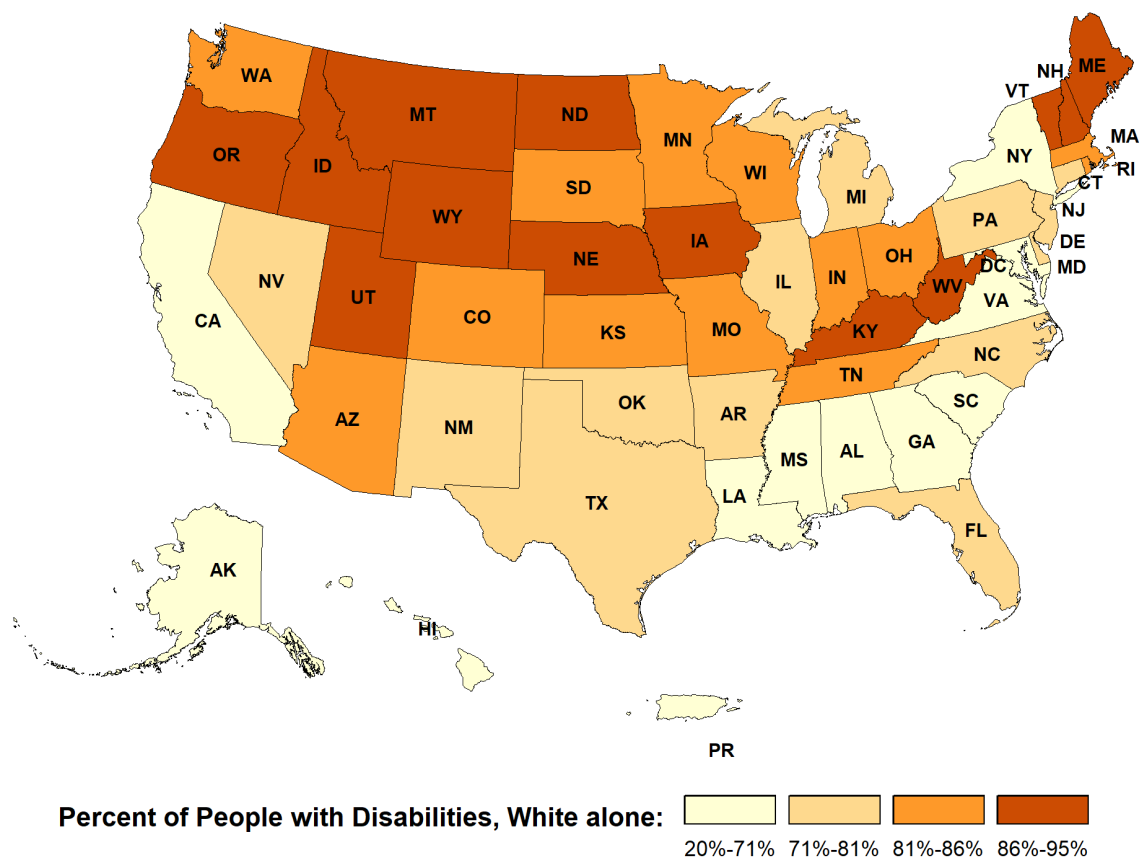 WA
MT
ND
MN
OR
ID
SD
WI
MI
WY
NE
IA
NV
UT
CO
KS
MO
IL
IN
OH
PA
NY
VT
NH
ME
MA
RI
CT
NJ
DE
MD
DC
WV
VA
KY
CA
AZ
NM
OK
AR
TN
NC
SC
TX
LA
MS
AL
GA
FL
AK
HI
PR
Percent of People with Disabilities, White alone:
20%-71% 71%-81% 81%-86% 86%-95%